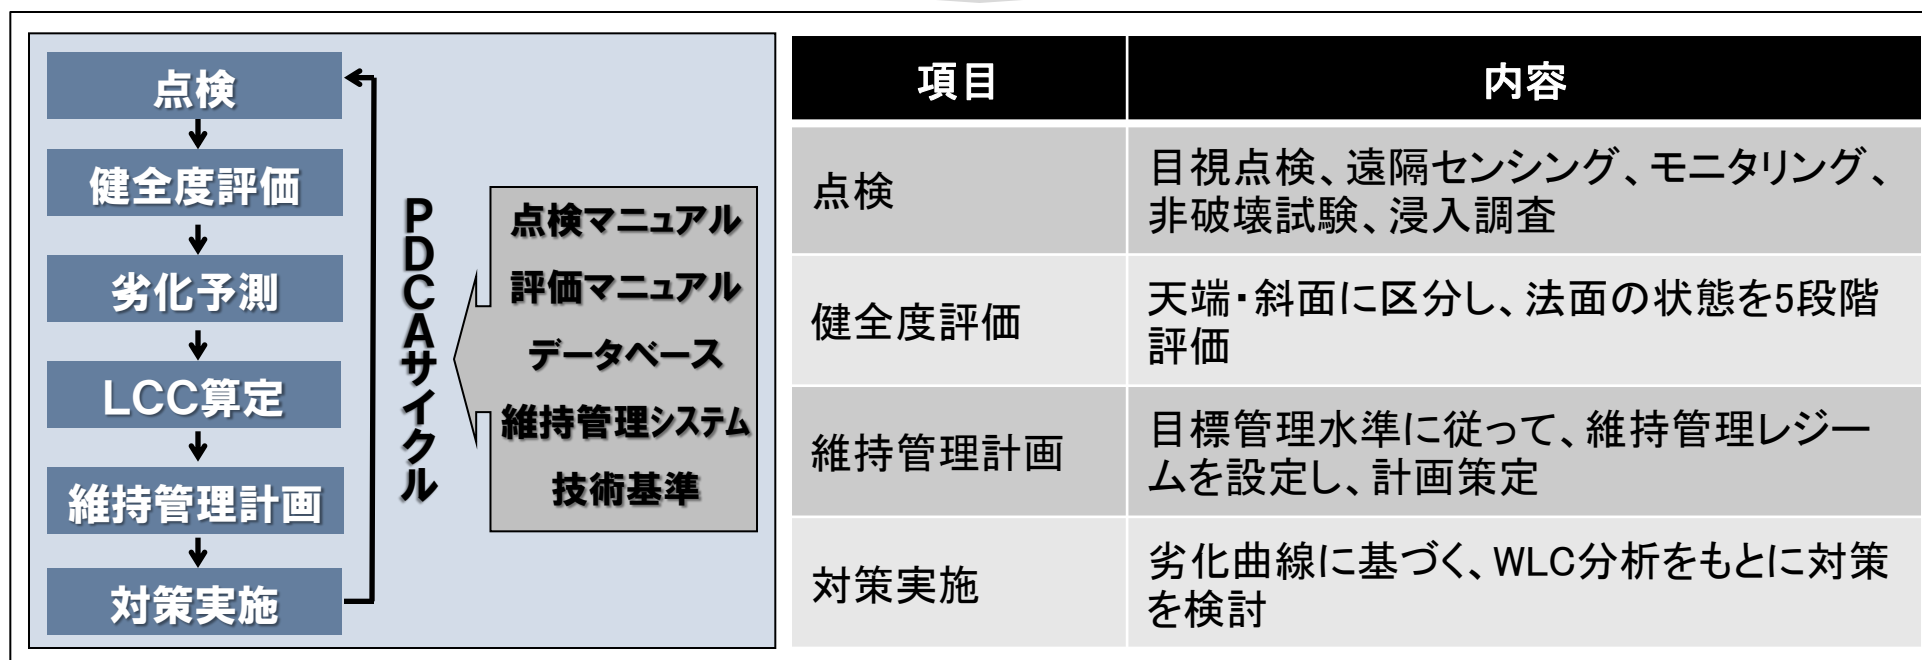 点検
健全度評価
劣化予測
LCC算定
維持管理計画
対策実施
PDCAサイクル
点検マニュアル
評価マニュアル
データベース
維持管理システム
技術基準
項目
内容
点検
目視点検、遠隔センシング、モニタリング、
非破壊試験、浸入調査
健全度評価
天端・斜面に区分し、法面の状態を5段階
評価
維持管理計画
目標管理水準に従って、維持管理レジー
ムを設定し、計画策定
対策実施
劣化曲線に基づく、WLC分析をもとに対策
を検討